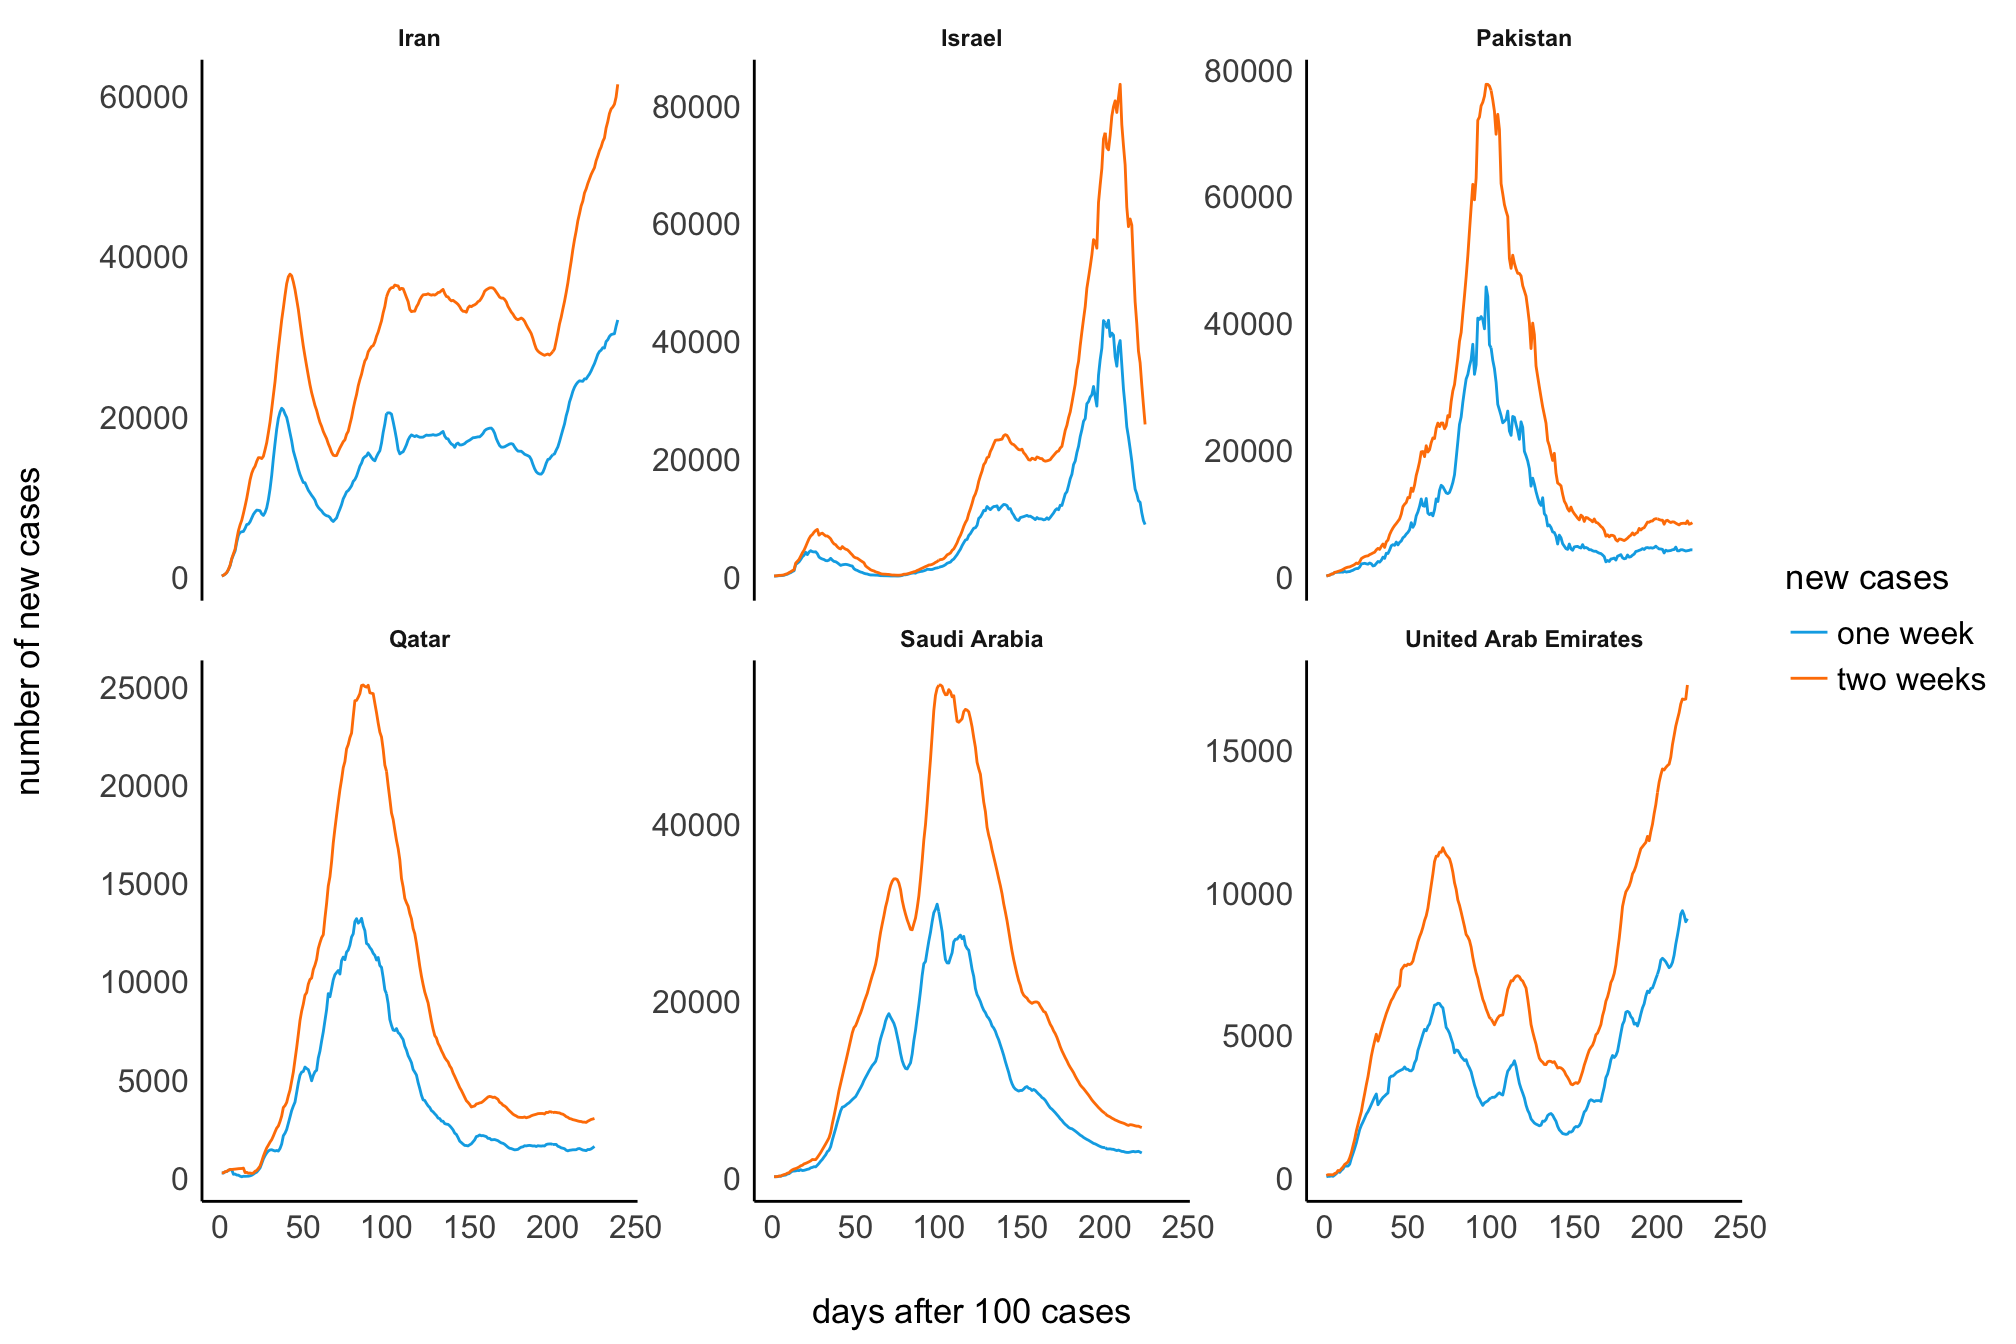 Iran
Israel
Pakistan
60000
40000
20000
0
80000
60000
40000
20000
0
80000
60000
40000
20000
0
number of new cases
new cases
one week
two weeks
Qatar
Saudi Arabia
United Arab Emirates
25000
20000
15000
10000
5000
0
40000
20000
0
15000
10000
5000
0
0 50 100 150 200 250
0 50 100 150 200 250
0 50 100 150 200 250
days after 100 cases